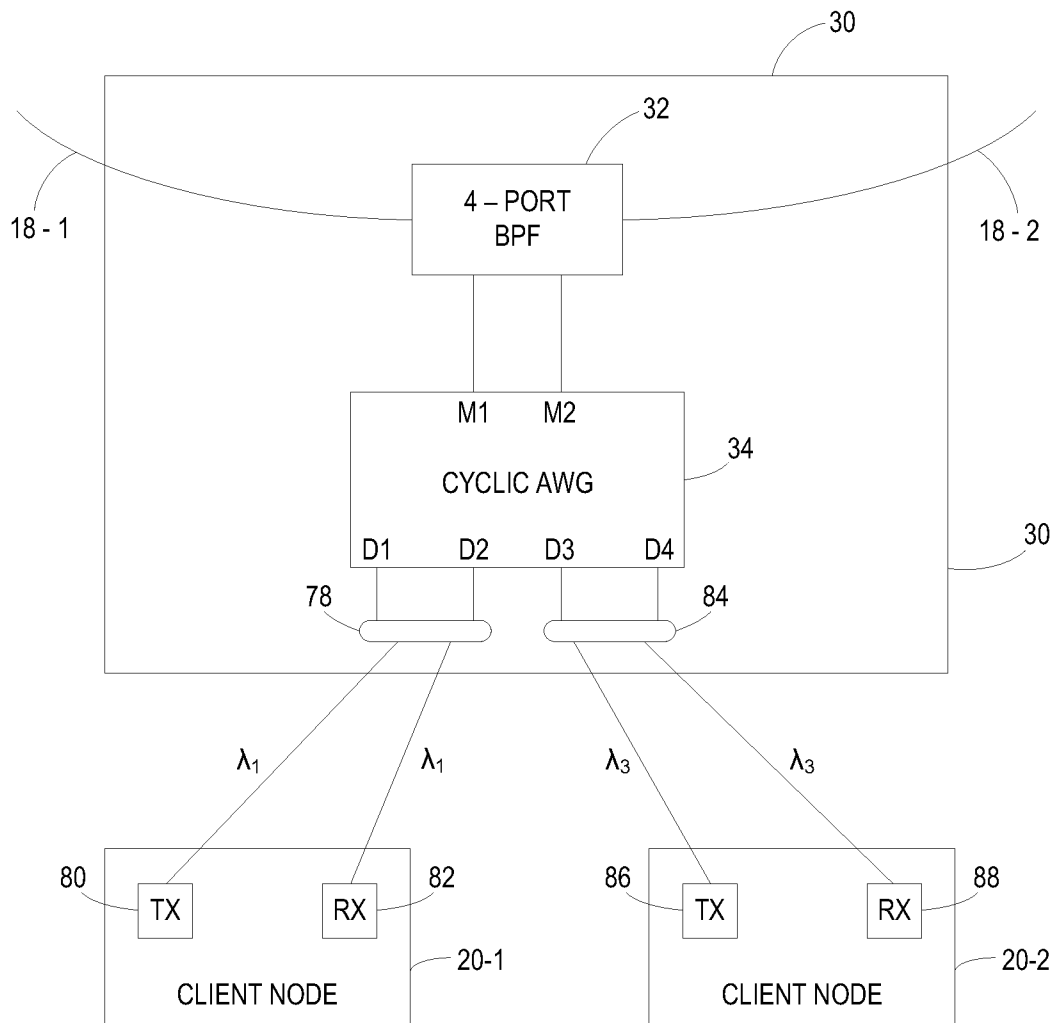 30
32
4 – PORT
BPF
18 - 1
18 - 2
M1 M2
34
CYCLIC AWG
D1 D2 D3 D4
30
78
84
λ₁ λ₁ λ₃ λ₃
80 TX RX 82
86 TX RX 88
20-1
CLIENT NODE
20-2
CLIENT NODE